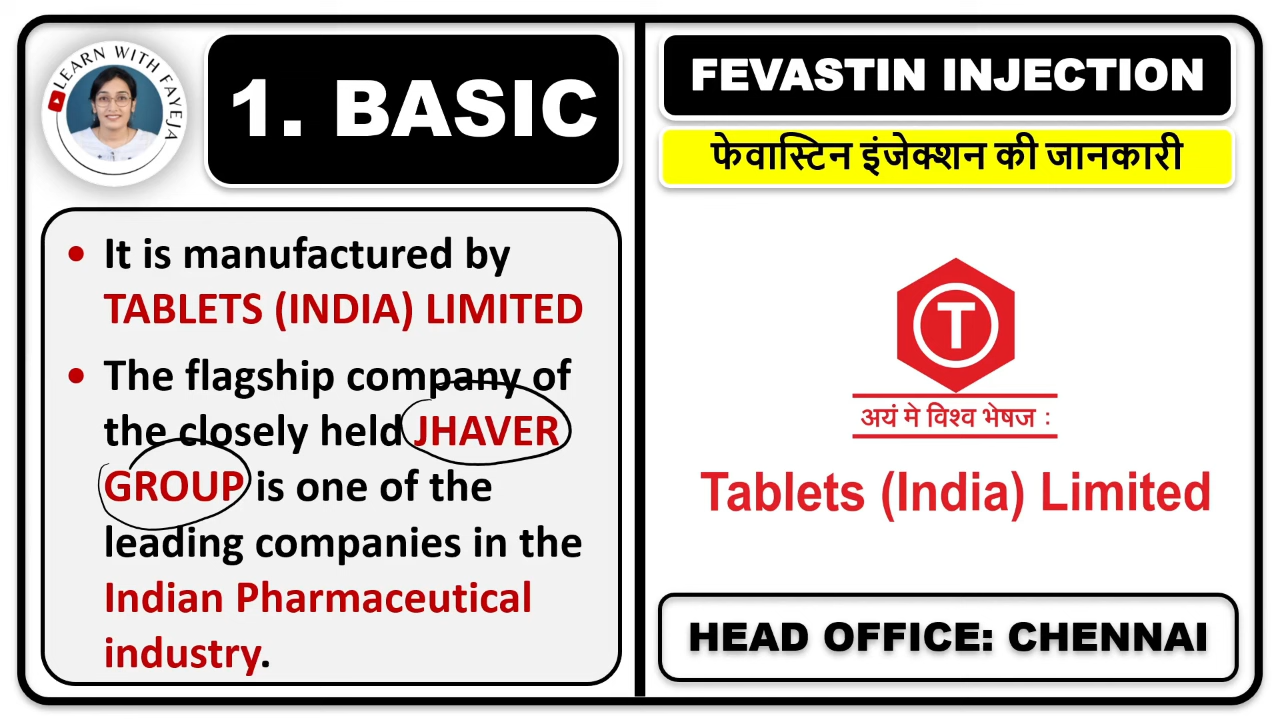 LEARN WITH FAYEJA
1. BASIC
• It is manufactured by
TABLETS (INDIA) LIMITED
• The flagship company of
the closely held JHAVER
GROUP is one of the
leading companies in the
Indian Pharmaceutical
industry.
FEVASTIN INJECTION
फेवास्टिन इंजेक्शन की जानकारी
T
अयं मे विश्व भेषज :
Tablets (India) Limited
HEAD OFFICE: CHENNAI